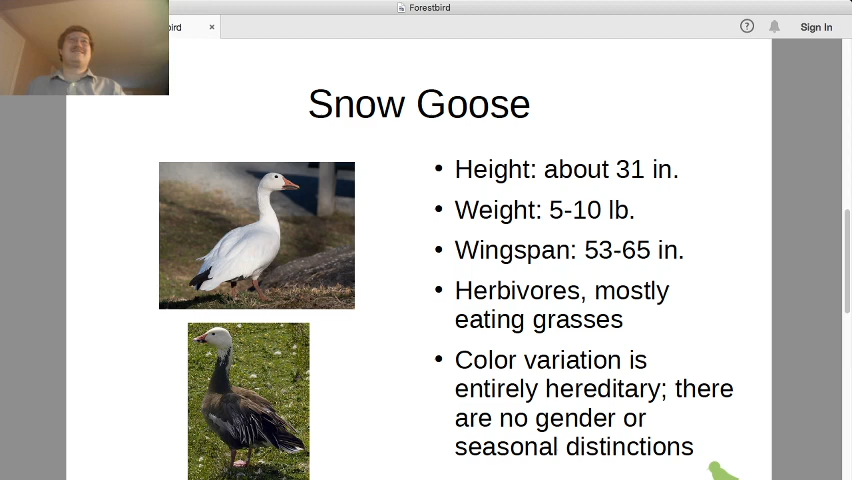 Forestbird
ird
Sign In
Snow Goose
• Height: about 31 in.
• Weight: 5-10 lb.
• Wingspan: 53-65 in.
• Herbivores, mostly
eating grasses
• Color variation is
entirely hereditary; there
are no gender or
seasonal distinctions